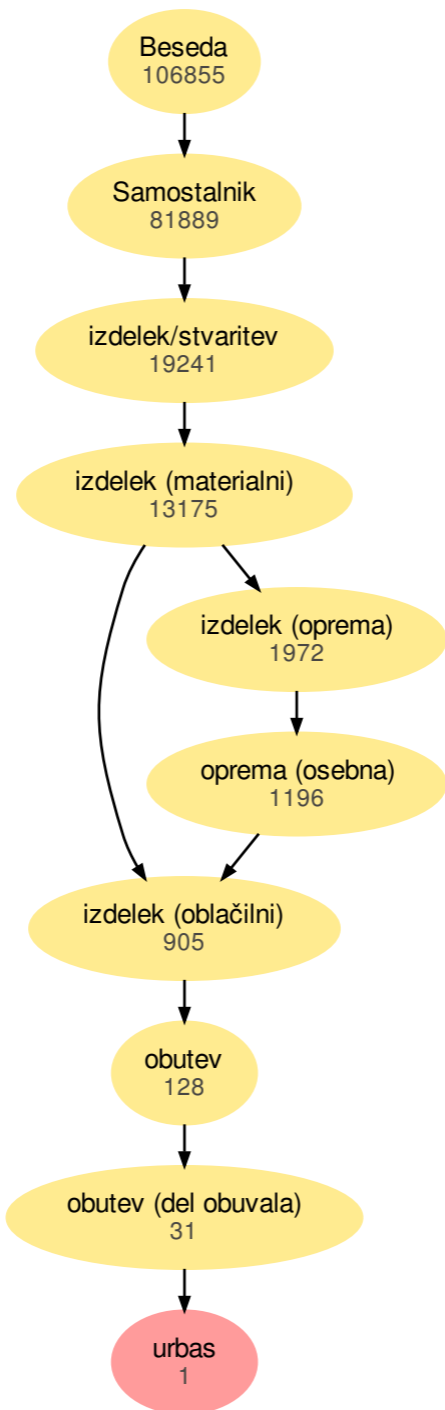 Beseda
106855
Samostalnik
81889
izdelek/stvaritev
19241
izdelek (materialni)
13175
izdelek (oprema)
1972
oprema (osebna)
1196
izdelek (oblačilni)
905
obutev
128
obutev (del obuvala)
31
urbas
1